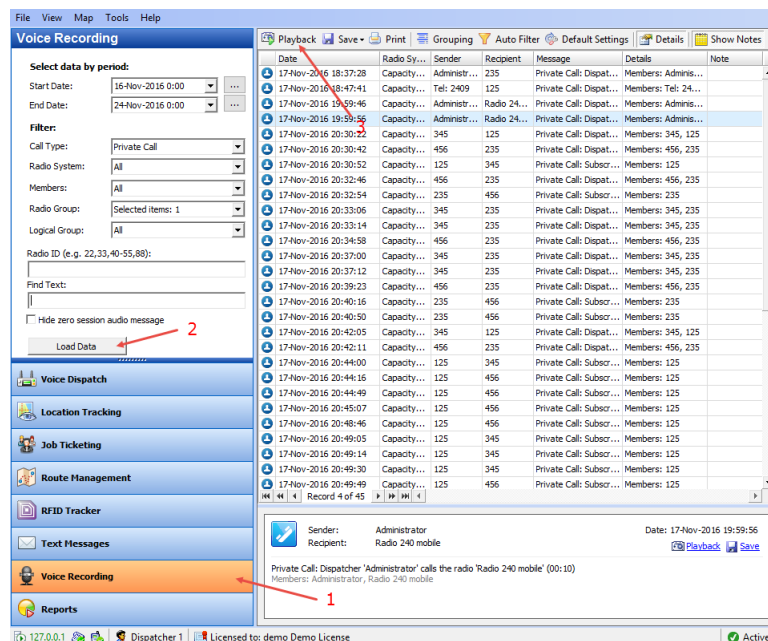 File View Map Tools Help
Voice Recording
Select data by period:
Start Date: 16-Nov-2016 0:00 ...
End Date: 24-Nov-2016 0:00 ...
Filter:
Call Type: Private Call
Radio System: All
Members: All
Radio Group: Selected items: 1
Logical Group: All
Radio ID (e.g. 22,33,40-55,88):
Find Text:
Hide zero session audio message
2
Load Data
Voice Dispatch
Location Tracking
Job Ticketing
Route Management
RFID Tracker
Text Messages
Voice Recording
1
Reports
Playback Save Print Grouping Auto Filter Default Settings Details Show Notes
3
Date Radio Sy... Sender Recipient Message Details Note
17-Nov-2016 18:37:28 Capacity... Administr... 235 Private Call: Dispat... Members: Adminis...
17-Nov-2016 18:47:41 Capacity... Tel: 2409 125 Private Call: Dispat... Members: Tel: 24...
17-Nov-2016 19:59:46 Capacity... Administr... Radio 24... Private Call: Dispat... Members: Adminis...
17-Nov-2016 19:59:56 Capacity... Administr... Radio 24... Private Call: Dispat... Members: Adminis...
17-Nov-2016 20:30:22 Capacity... 345 125 Private Call: Dispat... Members: 345, 125
17-Nov-2016 20:30:42 Capacity... 456 235 Private Call: Dispat... Members: 456, 235
17-Nov-2016 20:30:52 Capacity... 125 345 Private Call: Subscr... Members: 125
17-Nov-2016 20:32:46 Capacity... 456 235 Private Call: Dispat... Members: 456, 235
17-Nov-2016 20:32:54 Capacity... 235 456 Private Call: Subscr... Members: 235
17-Nov-2016 20:33:06 Capacity... 345 235 Private Call: Dispat... Members: 345, 235
17-Nov-2016 20:33:14 Capacity... 345 235 Private Call: Dispat... Members: 345, 235
17-Nov-2016 20:34:58 Capacity... 456 235 Private Call: Dispat... Members: 456, 235
17-Nov-2016 20:37:00 Capacity... 345 235 Private Call: Dispat... Members: 345, 235
17-Nov-2016 20:37:12 Capacity... 345 235 Private Call: Dispat... Members: 345, 235
17-Nov-2016 20:39:23 Capacity... 456 235 Private Call: Dispat... Members: 456, 235
17-Nov-2016 20:40:16 Capacity... 235 456 Private Call: Subscr... Members: 235
17-Nov-2016 20:40:50 Capacity... 235 456 Private Call: Subscr... Members: 235
17-Nov-2016 20:42:05 Capacity... 345 125 Private Call: Dispat... Members: 345, 125
17-Nov-2016 20:42:11 Capacity... 456 235 Private Call: Dispat... Members: 456, 235
17-Nov-2016 20:44:00 Capacity... 125 345 Private Call: Subscr... Members: 125
17-Nov-2016 20:44:16 Capacity... 125 456 Private Call: Subscr... Members: 125
17-Nov-2016 20:44:49 Capacity... 125 456 Private Call: Subscr... Members: 125
17-Nov-2016 20:45:07 Capacity... 125 456 Private Call: Subscr... Members: 125
17-Nov-2016 20:48:46 Capacity... 125 456 Private Call: Subscr... Members: 125
17-Nov-2016 20:49:05 Capacity... 125 345 Private Call: Subscr... Members: 125
17-Nov-2016 20:49:14 Capacity... 125 345 Private Call: Subscr... Members: 125
17-Nov-2016 20:49:30 Capacity... 125 345 Private Call: Subscr... Members: 125
17-Nov-2016 20:49:49 Capacity... 125 456 Private Call: Subscr... Members: 125
Record 4 of 45
Sender: Administrator Date: 17-Nov-2016 19:59:56
Recipient: Radio 240 mobile Playback Save
Private Call: Dispatcher 'Administrator' calls the radio 'Radio 240 mobile' (00:10)
Members: Administrator, Radio 240 mobile
127.0.0.1 Dispatcher 1 Licensed to: demo Demo License Active